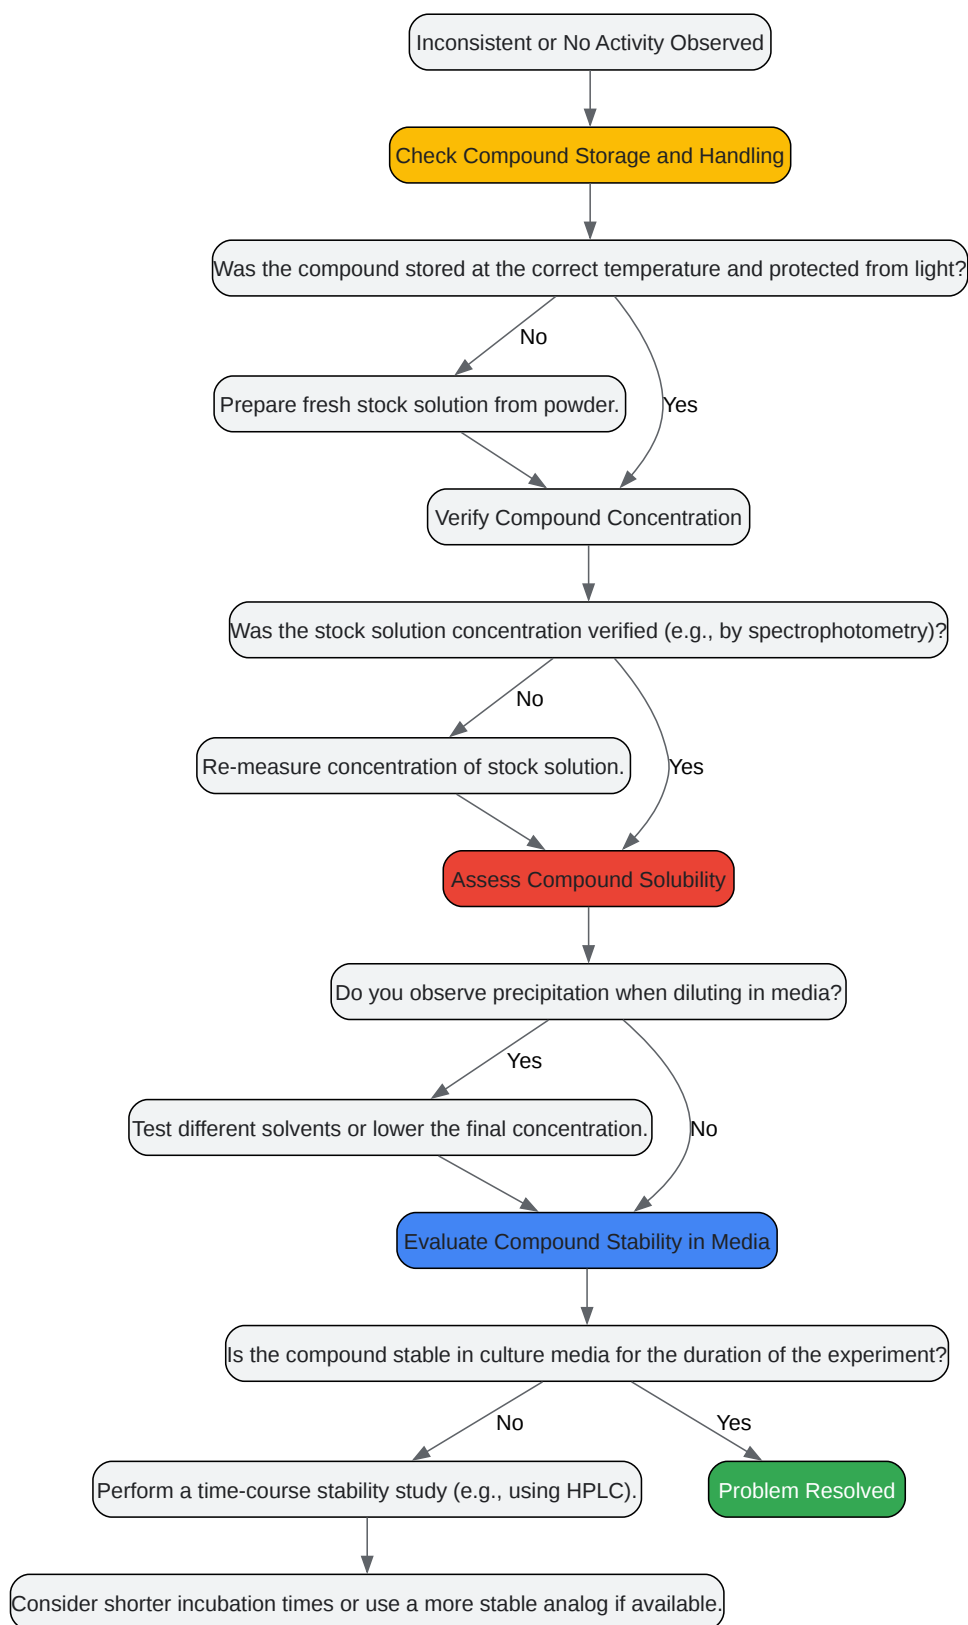 Inconsistent or No Activity Observed
Check Compound Storage and Handling
Was the compound stored at the correct temperature and protected from light?
No
Prepare fresh stock solution from powder.
Yes
Verify Compound Concentration
Was the stock solution concentration verified (e.g., by spectrophotometry)?
No
Re-measure concentration of stock solution.
Yes
Assess Compound Solubility
Do you observe precipitation when diluting in media?
Yes
Test different solvents or lower the final concentration.
No
Evaluate Compound Stability in Media
Is the compound stable in culture media for the duration of the experiment?
No
Yes
Perform a time-course stability study (e.g., using HPLC).
Problem Resolved
Consider shorter incubation times or use a more stable analog if available.